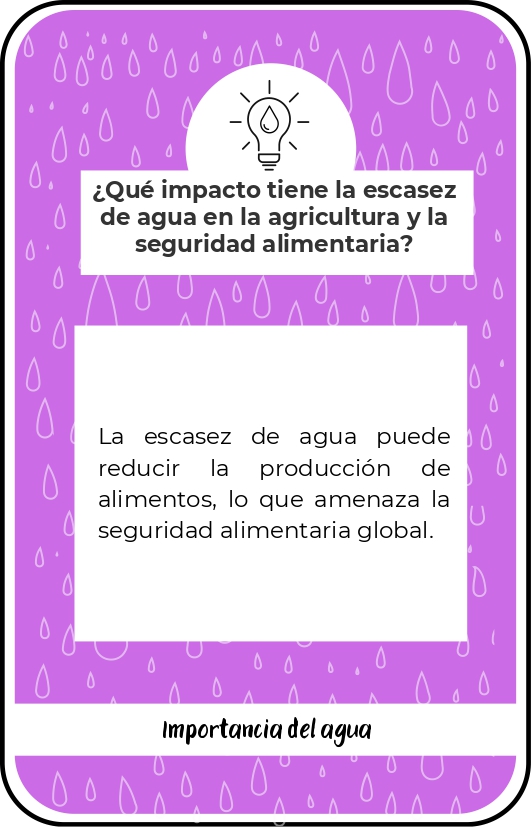 ¿Qué impacto tiene la escasez
de agua en la agricultura y la
seguridad alimentaria?
La escasez de agua puede
reducir la producción de
alimentos, lo que amenaza la
seguridad alimentaria global.
Importancia del agua